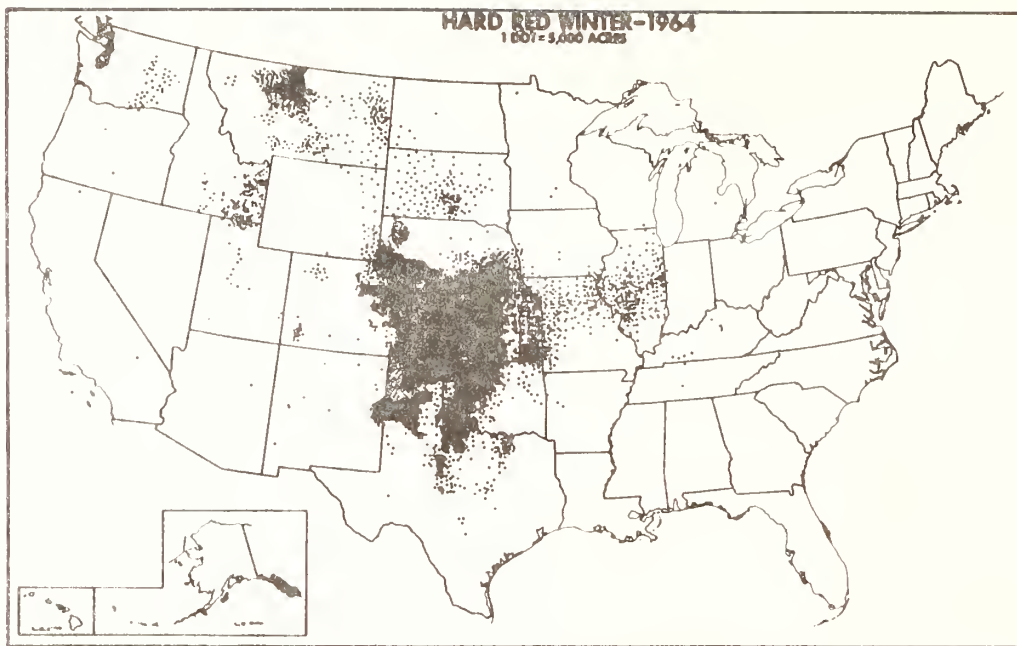 HARD RED WINTER-1964
1 DOT = 5,000 ACRES